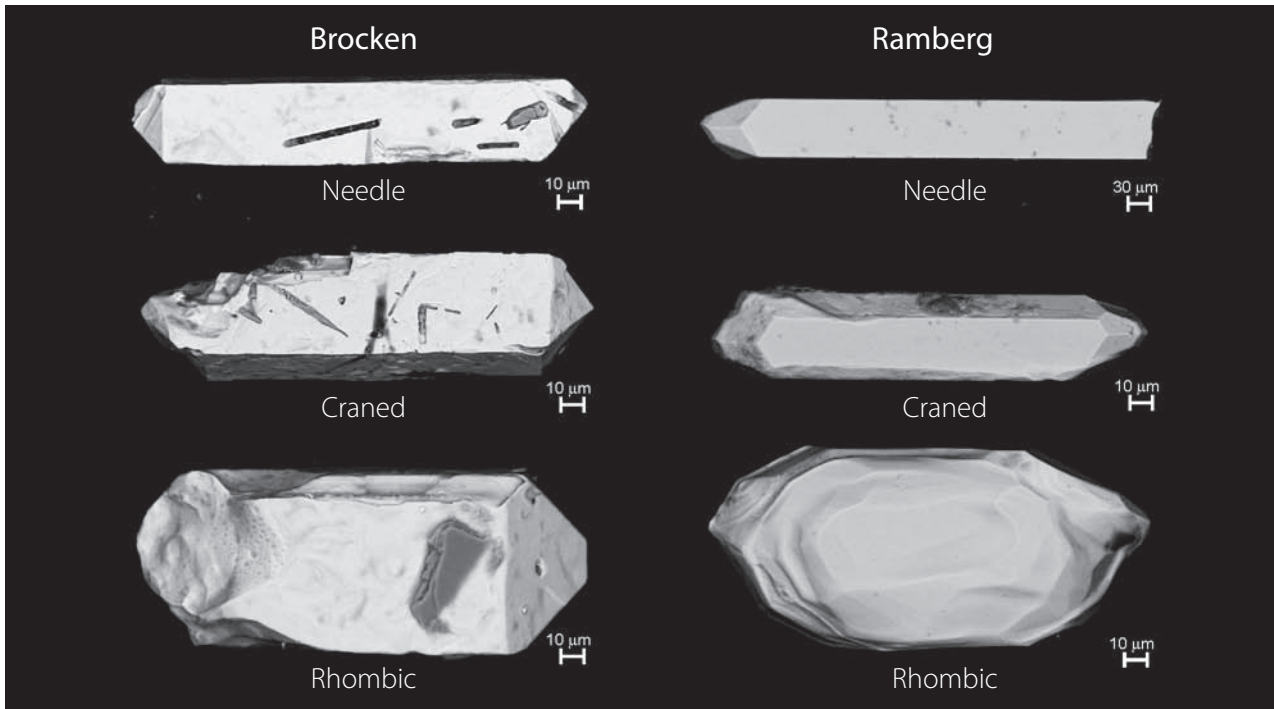 Brocken
Ramberg
Needle
10 μm
Needle
30 μm
Craned
10 μm
Craned
10 μm
Rhombic
10 μm
Rhombic
10 μm